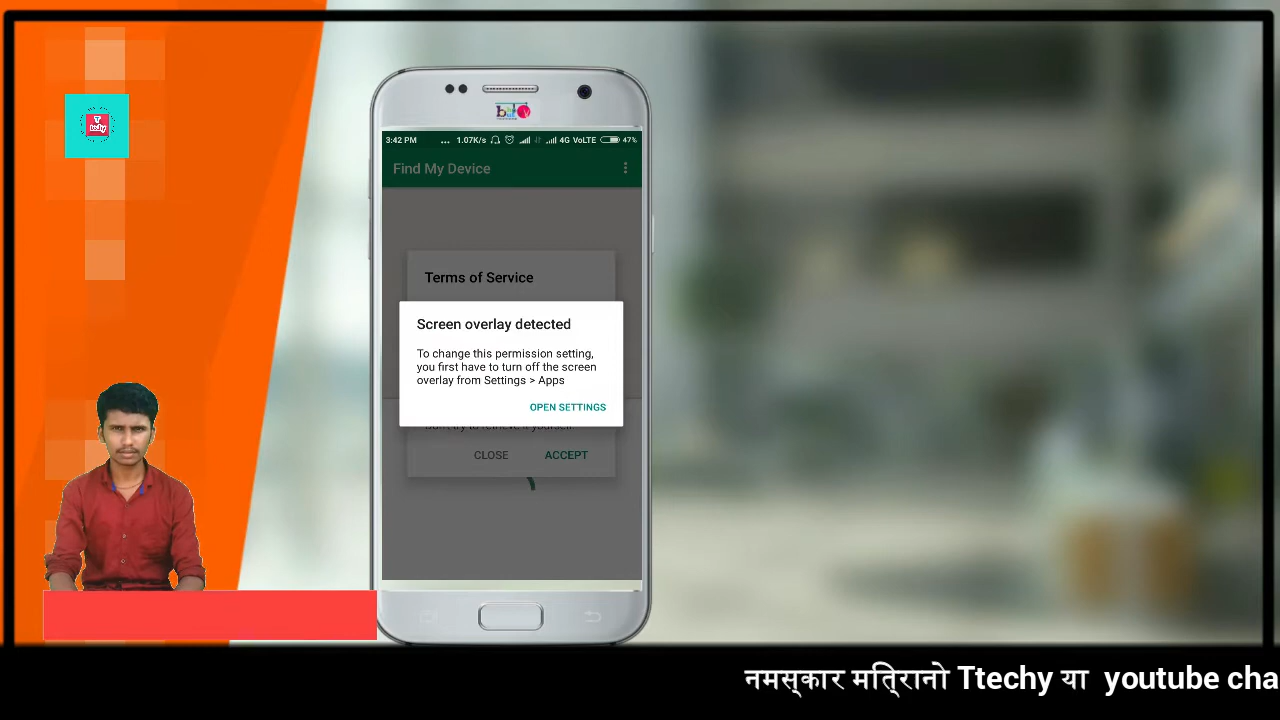 T
techy
3:42 PM ... 1.07K/s 4G VoLTE 47%
Find My Device
Terms of Service
Screen overlay detected
To change this permission setting,
you first have to turn off the screen
overlay from Settings > Apps
OPEN SETTINGS
CLOSE ACCEPT
नमस्कार मित्रानो Ttechy या youtube cha